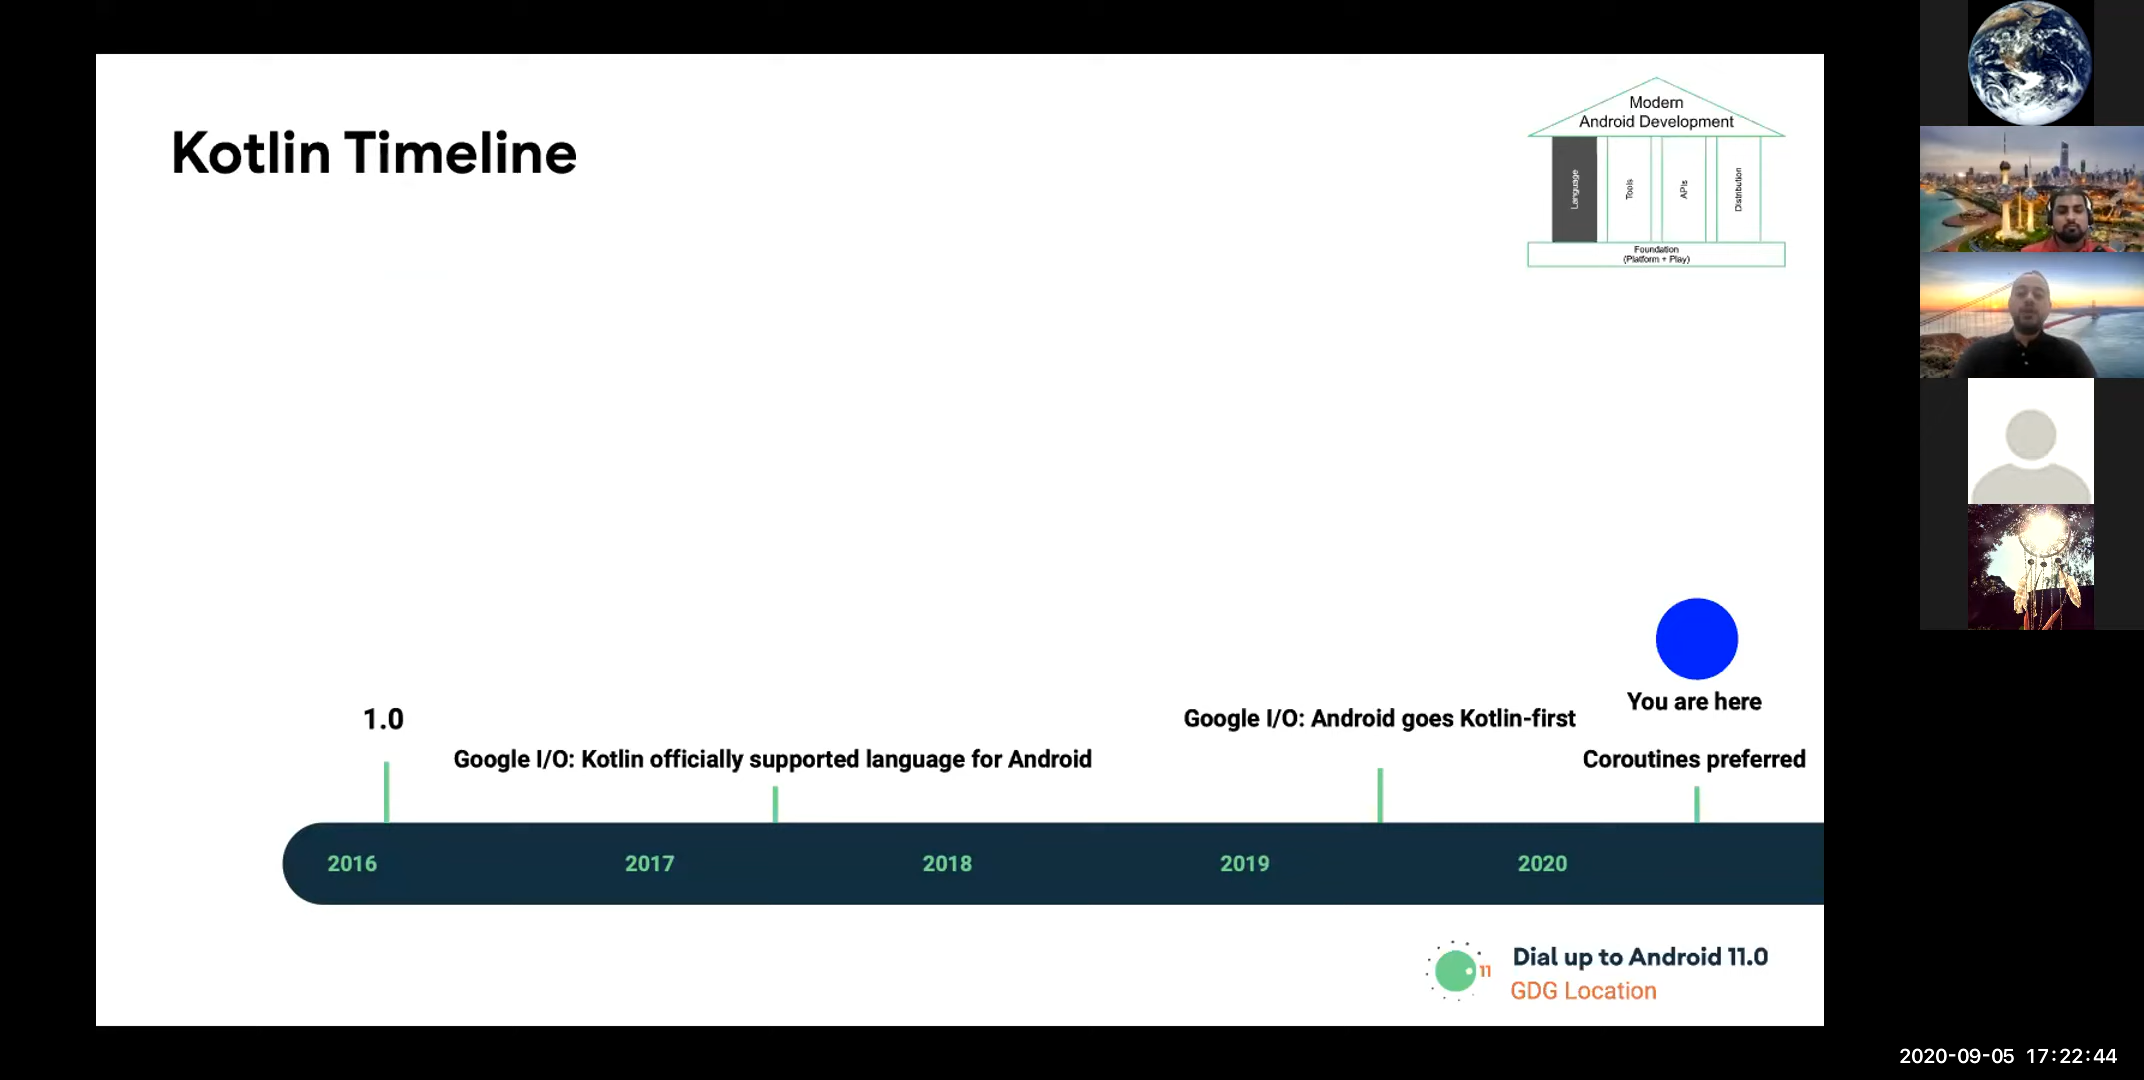 Kotlin Timeline
Modern
Android Development
Language
Tools
APIs
Distribution
Foundation
(Platform + Play)
You are here
1.0
Google I/O: Android goes Kotlin-first
Google I/O: Kotlin officially supported language for Android
Coroutines preferred
2016
2017
2018
2019
2020
11
Dial up to Android 11.0
GDG Location
2020-09-05 17:22:44